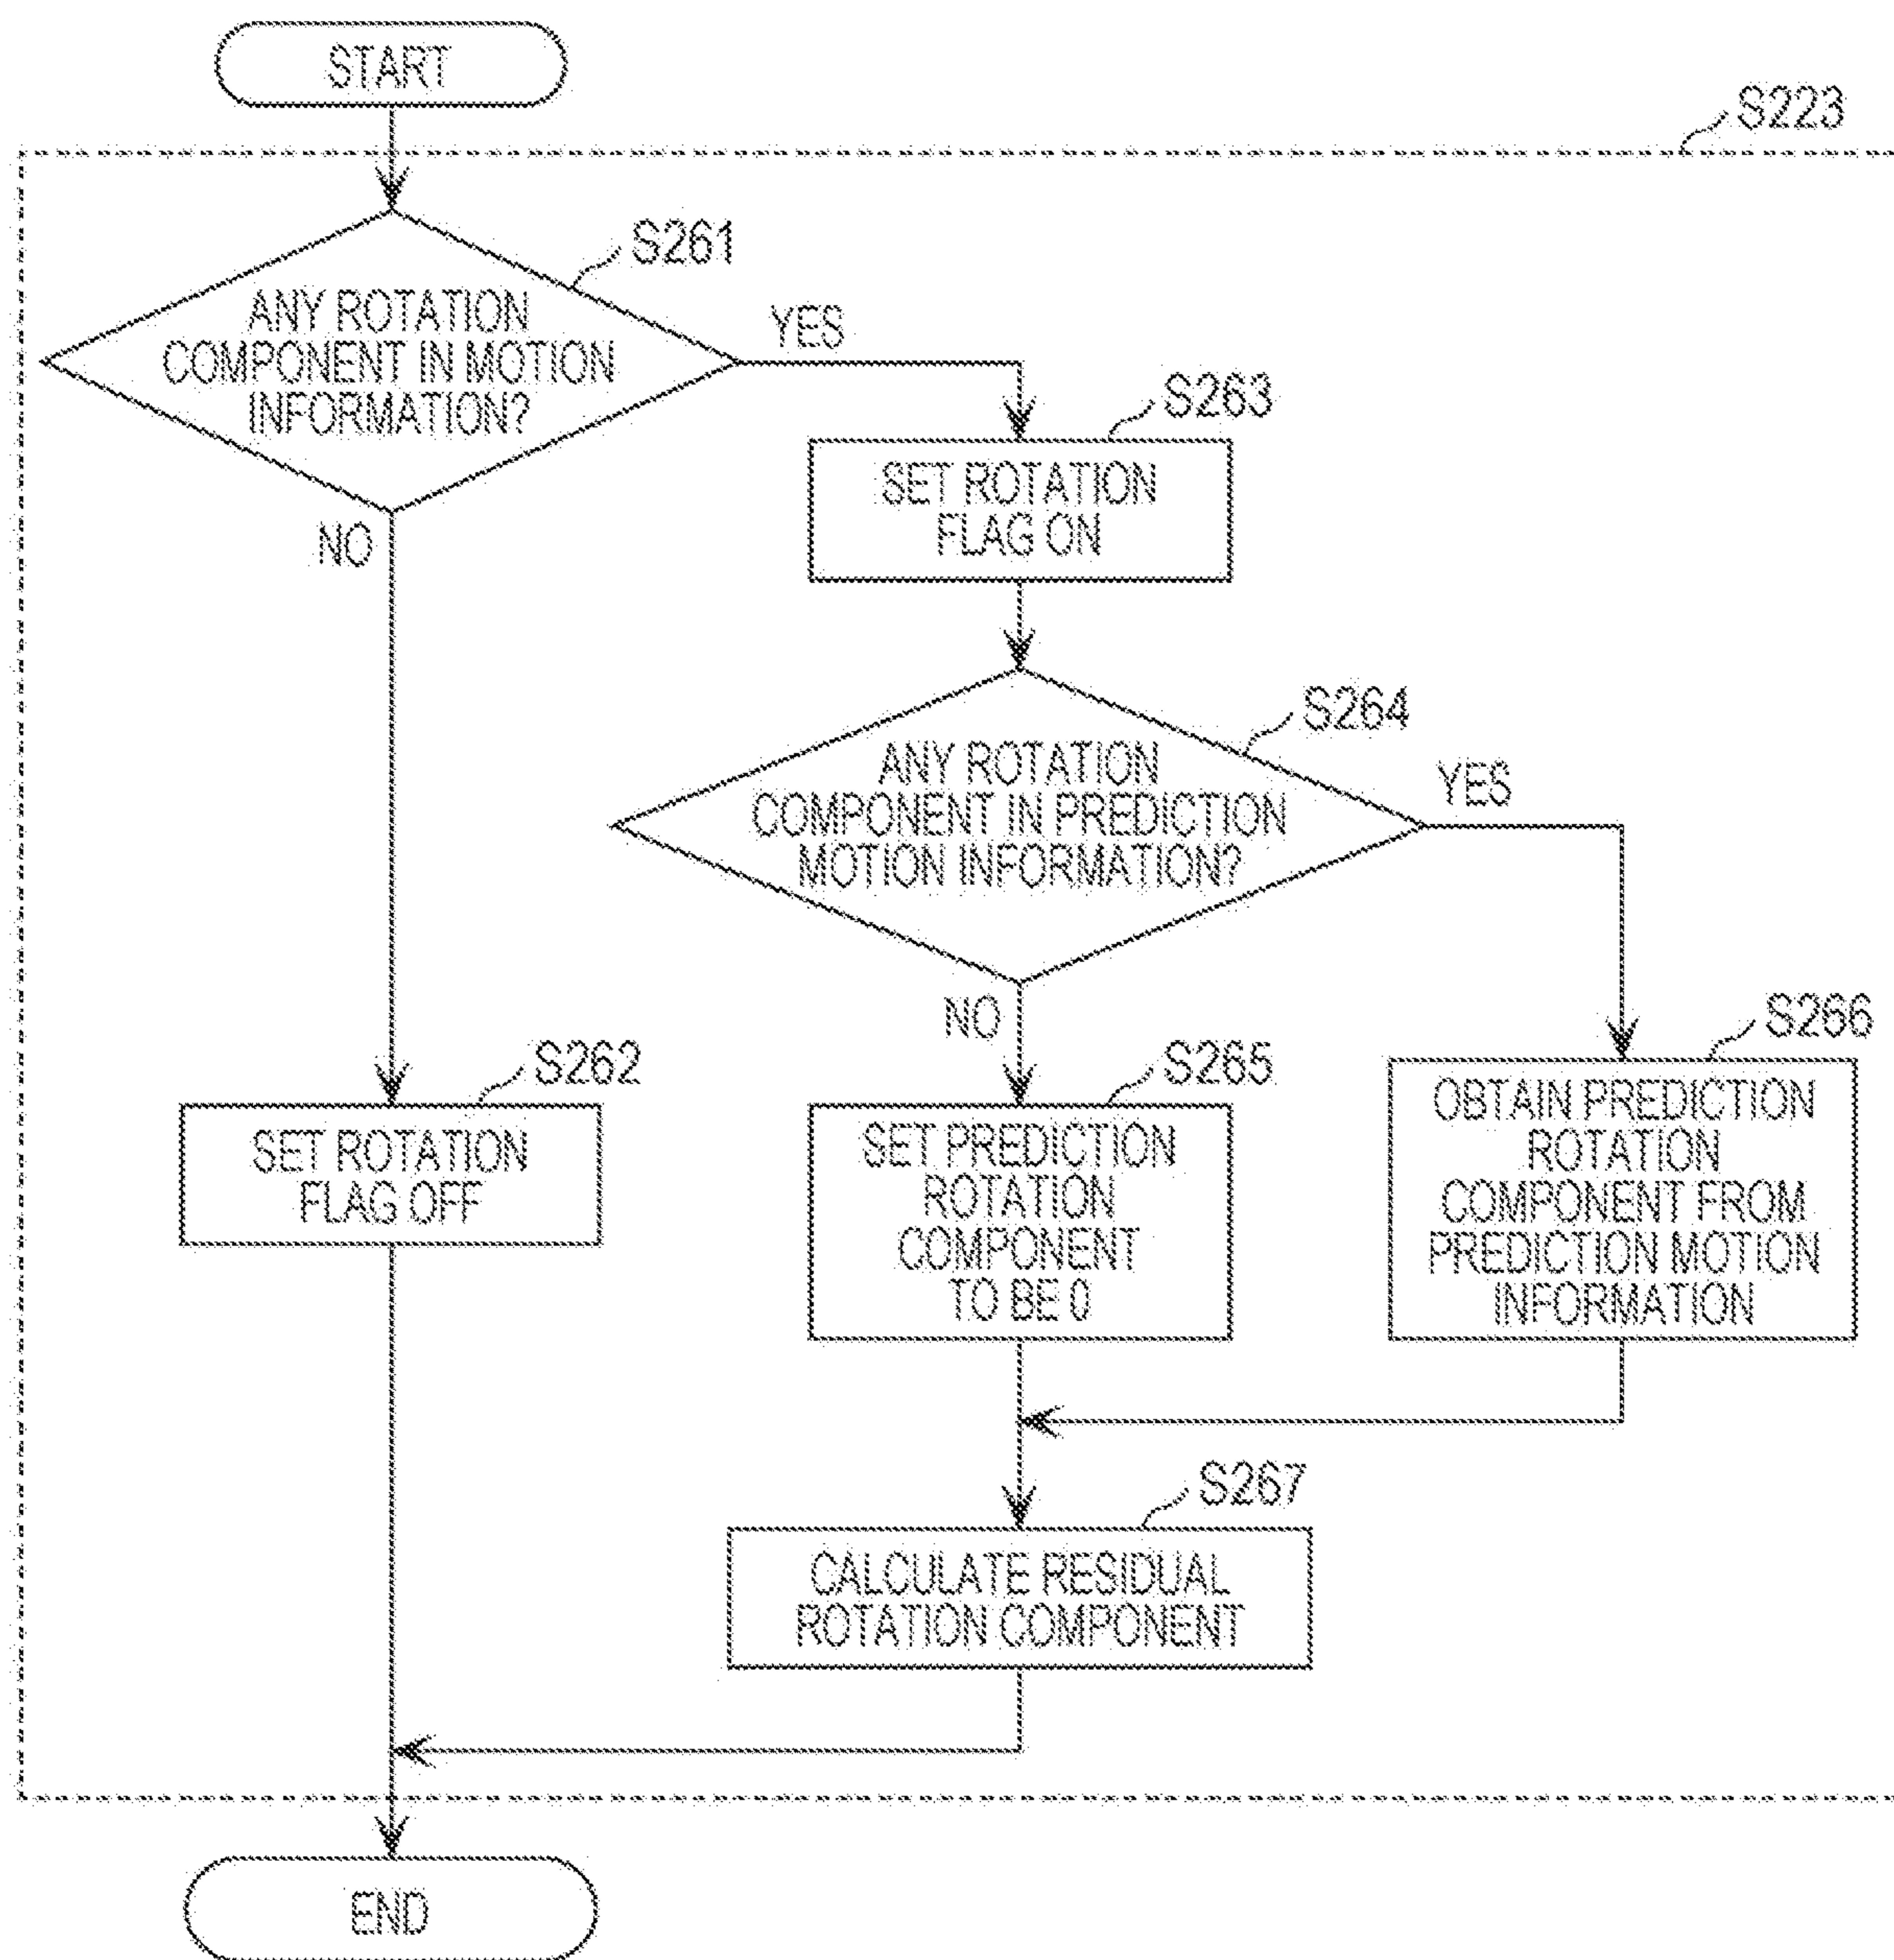 START
S223
S261
ANY ROTATION
COMPONENT IN MOTION
INFORMATION?
YES
NO
S263
SET ROTATION
FLAG ON
S264
ANY ROTATION
COMPONENT IN PREDICTION
MOTION INFORMATION?
YES
NO
S262
SET ROTATION
FLAG OFF
S265
SET PREDICTION
ROTATION
COMPONENT
TO BE 0
S266
OBTAIN PREDICTION
ROTATION
COMPONENT FROM
PREDICTION MOTION
INFORMATION
S267
CALCULATE RESIDUAL
ROTATION COMPONENT
END